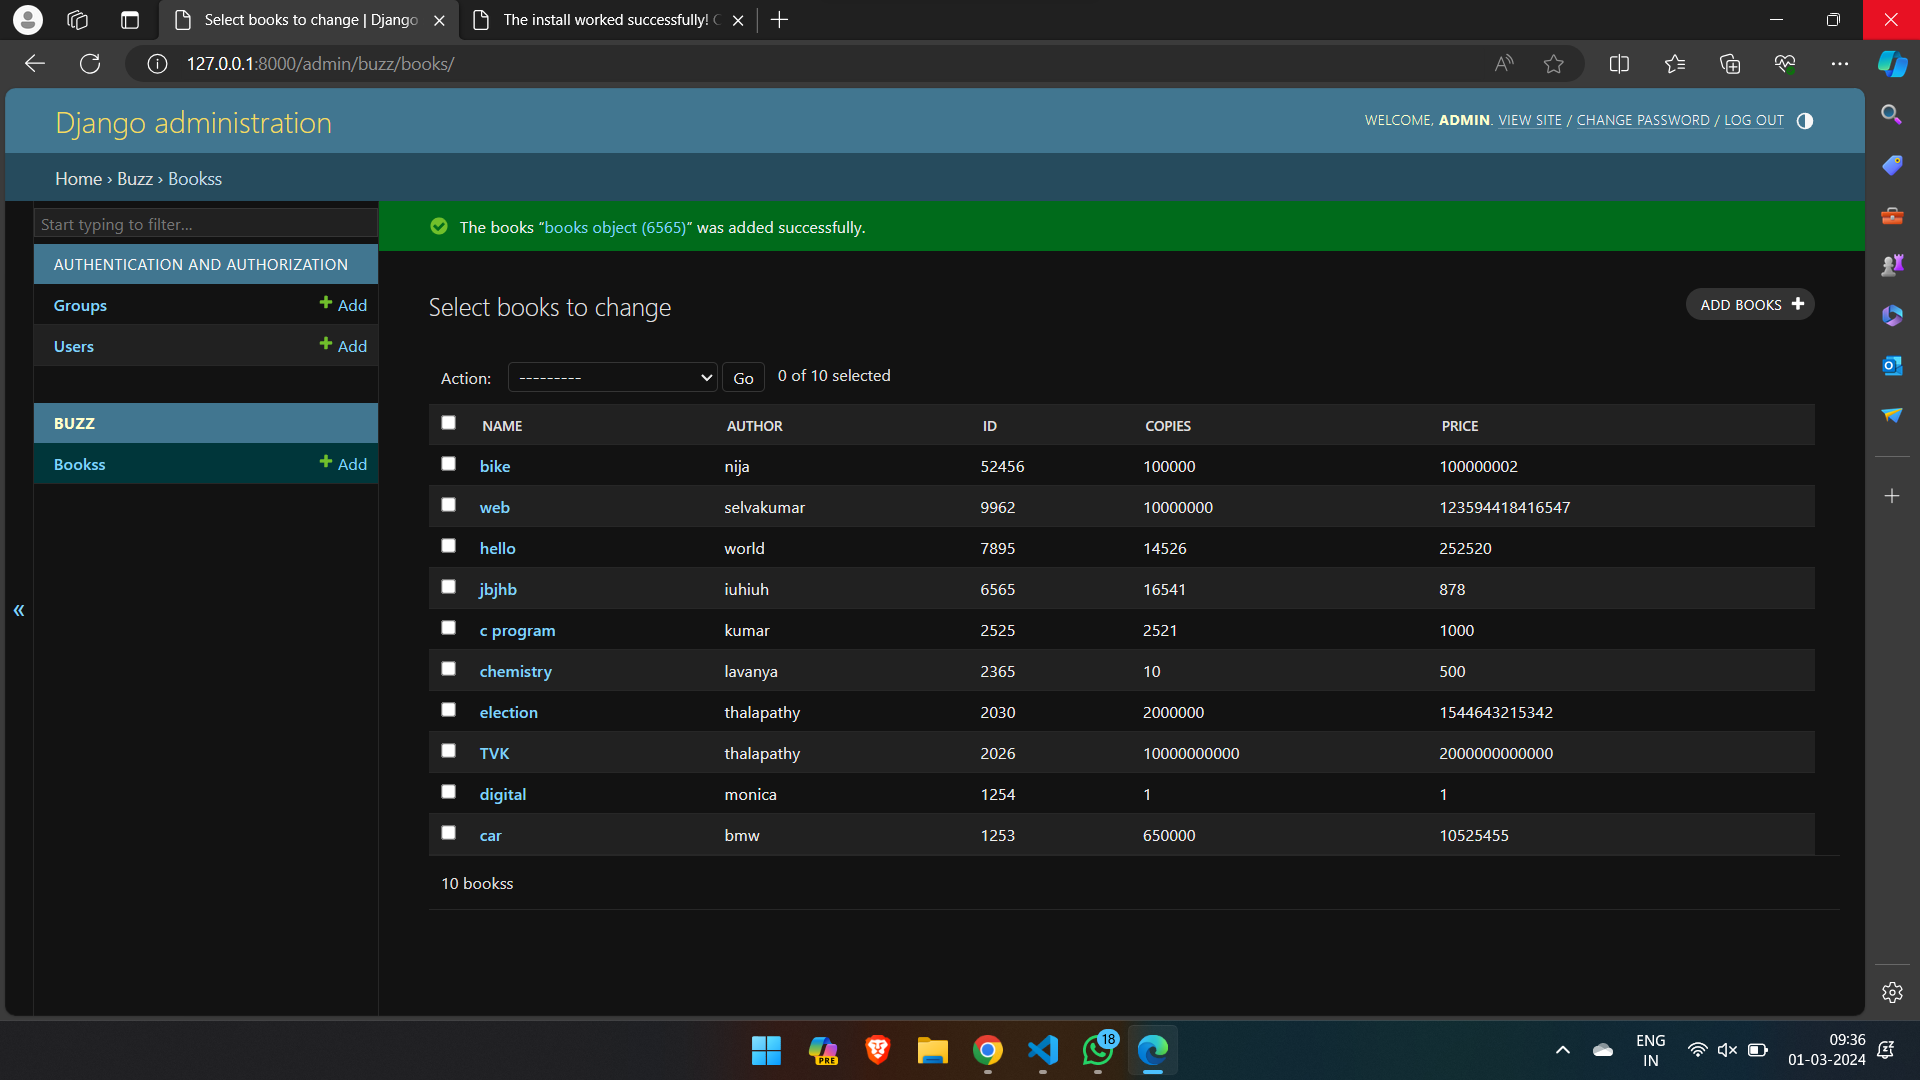 Select books to change | Django
The install worked successfully!
127.0.0.1:8000/admin/buzz/books/
Django administration
WELCOME, ADMIN. VIEW SITE / CHANGE PASSWORD / LOG OUT
Home › Buzz › Bookss
Start typing to filter...
AUTHENTICATION AND AUTHORIZATION
Groups + Add
Users + Add
BUZZ
Bookss + Add
«
The books “books object (6565)” was added successfully.
Select books to change
ADD BOOKS +
Action: --------- Go 0 of 10 selected
NAME AUTHOR ID COPIES PRICE
bike nija 52456 100000 100000002
web selvakumar 9962 10000000 123594418416547
hello world 7895 14526 252520
jbjhb iuhiuh 6565 16541 878
c program kumar 2525 2521 1000
chemistry lavanya 2365 10 500
election thalapathy 2030 2000000 1544643215342
TVK thalapathy 2026 10000000000 2000000000000
digital monica 1254 1 1
car bmw 1253 650000 10525455
10 bookss
PRE
18
ENG
IN
09:36
01-03-2024